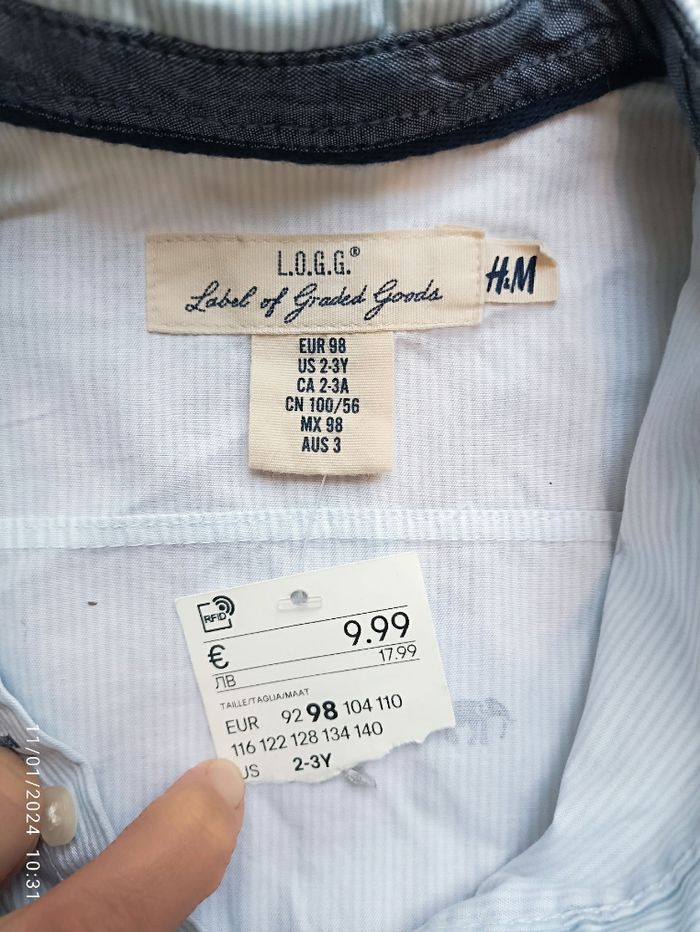 L.O.G.G.®
Label of Graded Goods
H&M
EUR 98
US 2-3Y
CA 2-3A
CN 100/56
MX 98
AUS 3
RFID
€ 9.99
ЛВ 17.99
TAILLE/TAGLIA/MAAT
EUR 92 98 104 110
116 122 128 134 140
US 2-3Y
11/01/2024 10:31